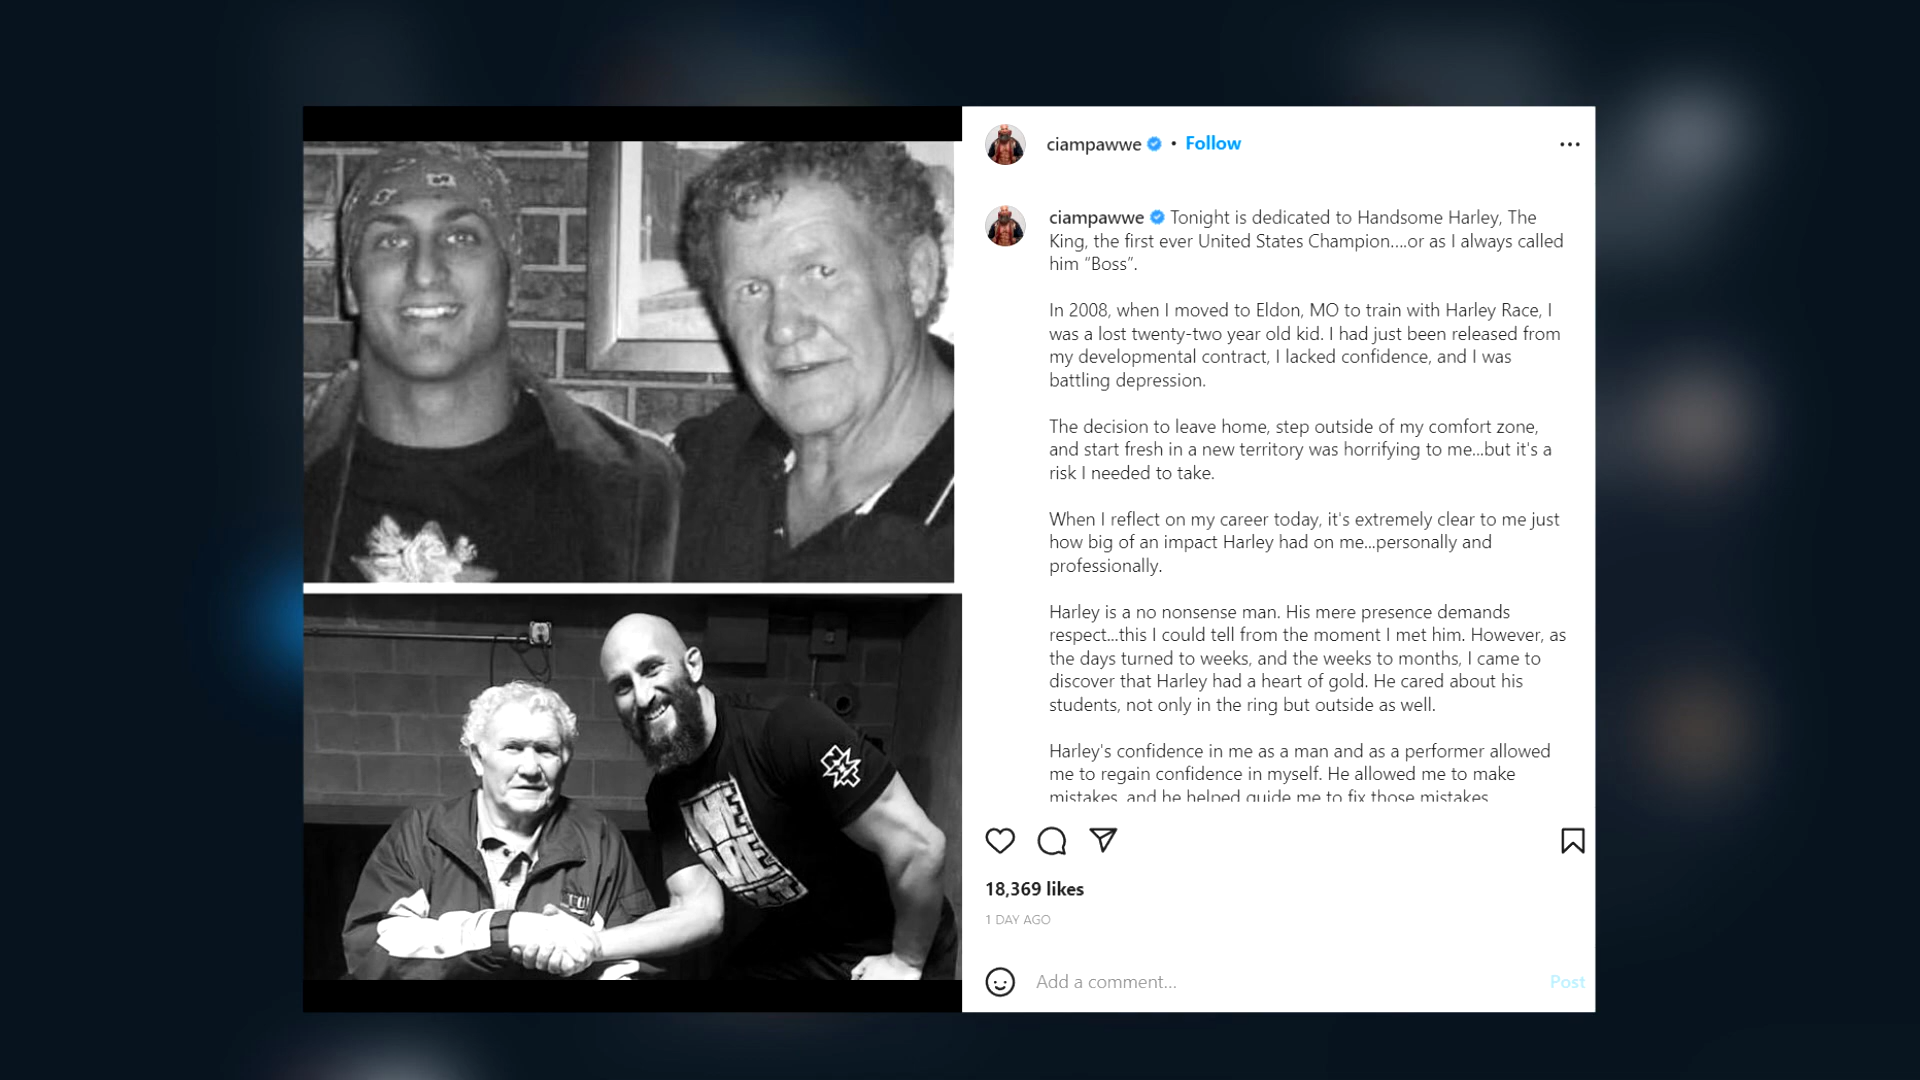 ciampawwe • Follow
ciampawwe Tonight is dedicated to Handsome Harley, The
King, the first ever United States Champion....or as I always called
him “Boss”.
In 2008, when I moved to Eldon, MO to train with Harley Race, I
was a lost twenty-two year old kid. I had just been released from
my developmental contract, I lacked confidence, and I was
battling depression.
The decision to leave home, step outside of my comfort zone,
and start fresh in a new territory was horrifying to me...but it's a
risk I needed to take.
When I reflect on my career today, it's extremely clear to me just
how big of an impact Harley had on me...personally and
professionally.
Harley is a no nonsense man. His mere presence demands
respect...this I could tell from the moment I met him. However, as
the days turned to weeks, and the weeks to months, I came to
discover that Harley had a heart of gold. He cared about his
students, not only in the ring but outside as well.
Harley's confidence in me as a man and as a performer allowed
me to regain confidence in myself. He allowed me to make
mistakes, and he helped guide me to fix those mistakes
18,369 likes
1 DAY AGO
Add a comment...
Post